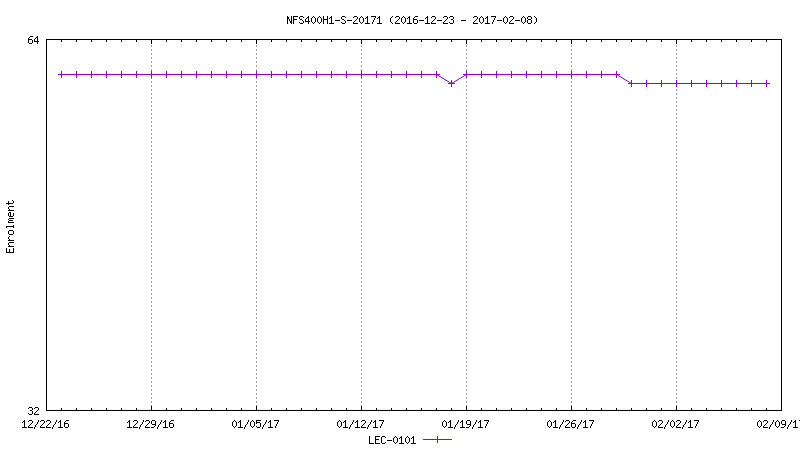 NFS400H1-S-20171 (2016-12-23 - 2017-02-08)
64
Enrolment
32
12/22/16 12/29/16 01/05/17 01/12/17 01/19/17 01/26/17 02/02/17 02/09/1
LEC-0101